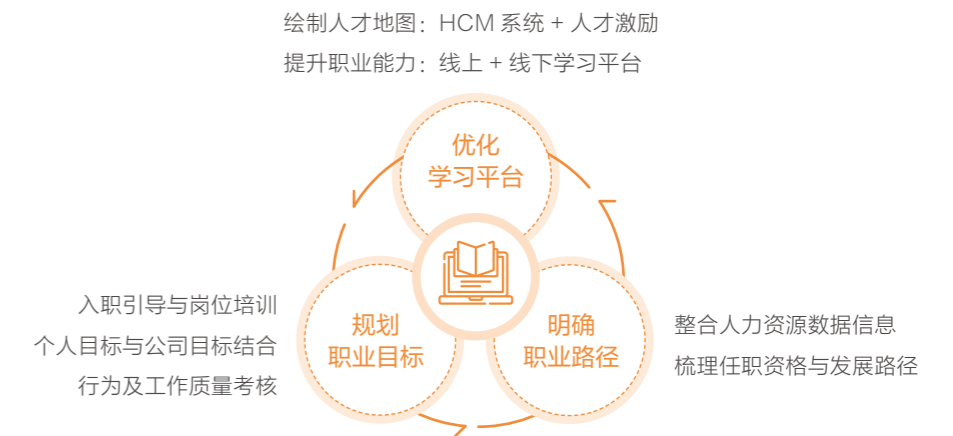 绘制人才地图：HCM 系统 + 人才激励
提升职业能力：线上 + 线下学习平台
优化
学习平台
规划
职业目标
明确
职业路径
入职引导与岗位培训
个人目标与公司目标结合
行为及工作质量考核
整合人力资源数据信息
梳理任职资格与发展路径